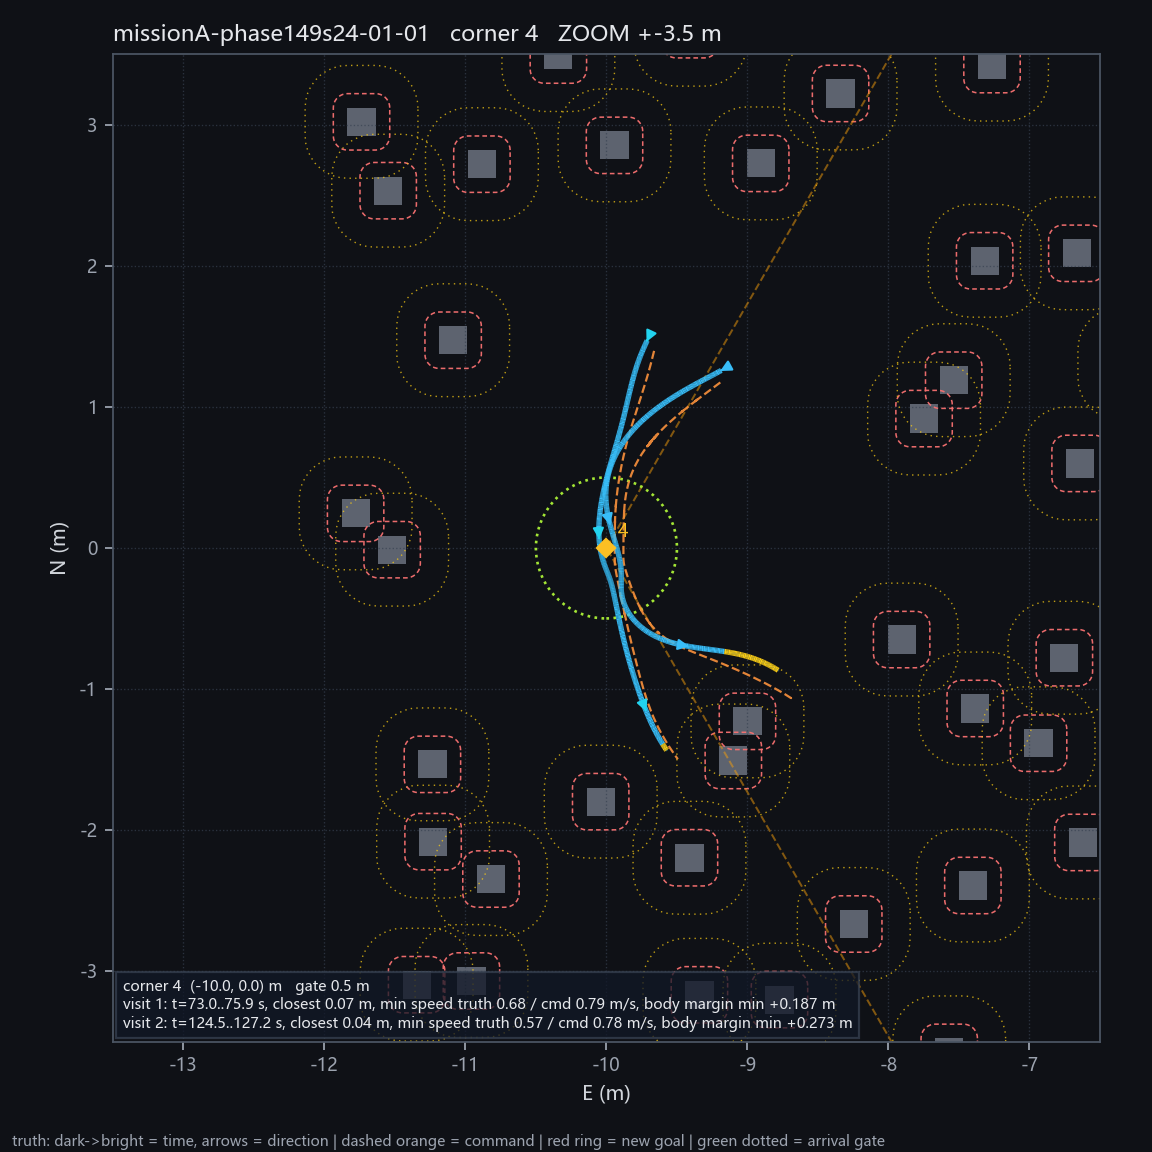 missionA-phase149s24-01-01   corner 4   ZOOM +-3.5 m
3
2
1
0
-1
-2
-3
N (m)
4
corner 4  (-10.0, 0.0) m   gate 0.5 m
visit 1: t=73.0..75.9 s, closest 0.07 m, min speed truth 0.68 / cmd 0.79 m/s, body margin min +0.187 m
visit 2: t=124.5..127.2 s, closest 0.04 m, min speed truth 0.57 / cmd 0.78 m/s, body margin min +0.273 m
-13 -12 -11 -10 -9 -8 -7
E (m)
truth: dark->bright = time, arrows = direction | dashed orange = command | red ring = new goal | green dotted = arrival gate